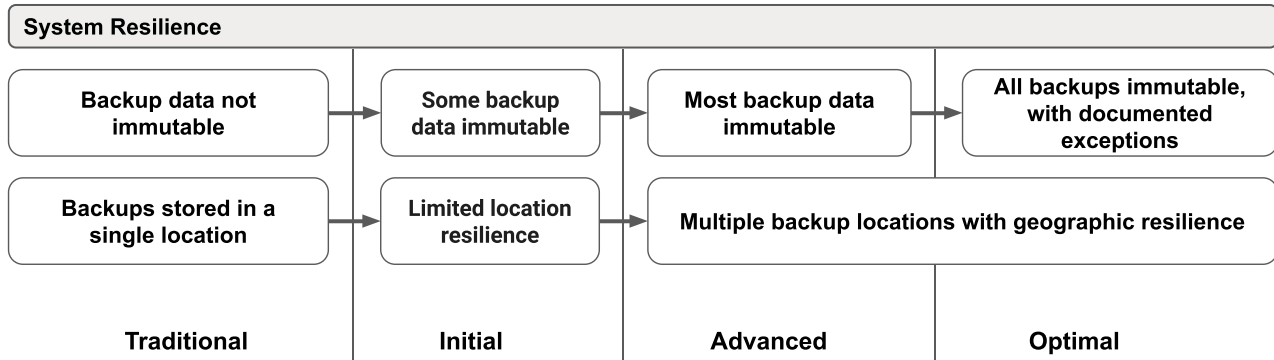 System Resilience
Backup data not
immutable
Some backup
data immutable
Most backup data
immutable
All backups immutable,
with documented
exceptions
Backups stored in a
single location
Limited location
resilience
Multiple backup locations with geographic resilience
Traditional
Initial
Advanced
Optimal